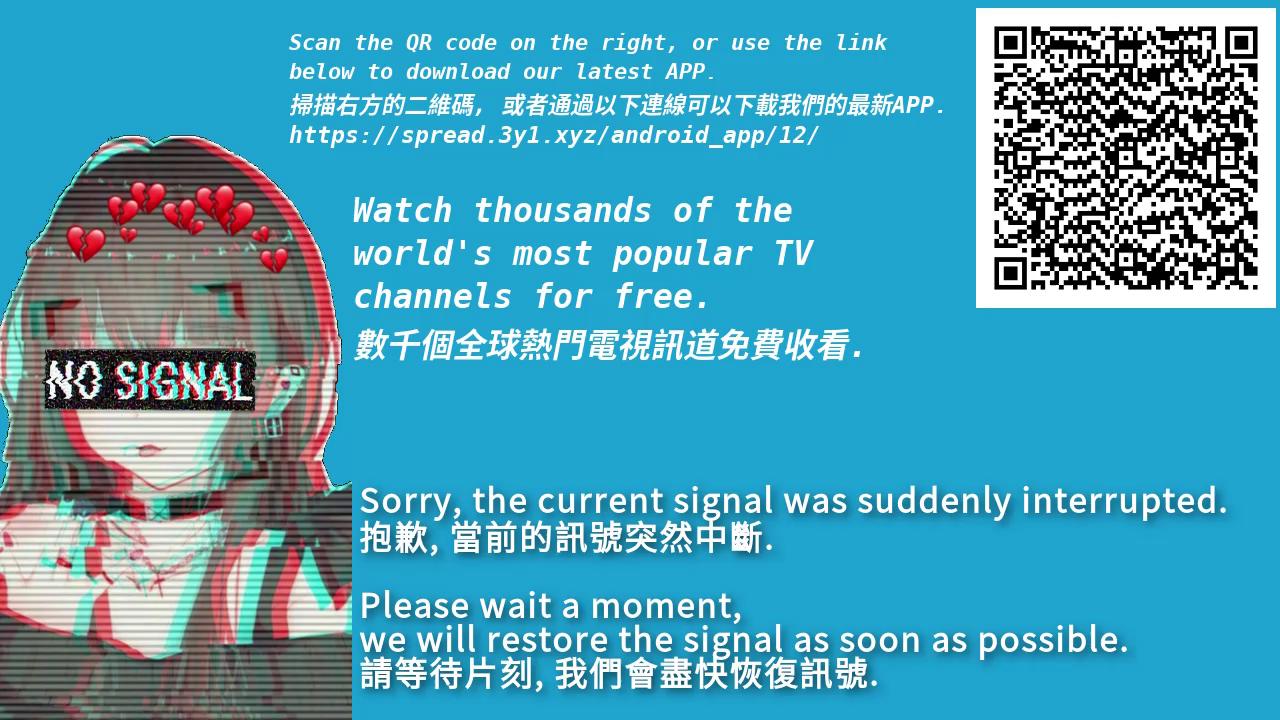 Scan the QR code on the right, or use the link
below to download our latest APP.
掃描右方的二維碼, 或者通過以下連線可以下載我們的最新APP.
https://spread.3y1.xyz/android_app/12/
Watch thousands of the
world's most popular TV
channels for free.
數千個全球熱門電視訊道免費收看.
NO SIGNAL
Sorry, the current signal was suddenly interrupted.
抱歉, 當前的訊號突然中斷.
Please wait a moment,
we will restore the signal as soon as possible.
請等待片刻, 我們會盡快恢復訊號.